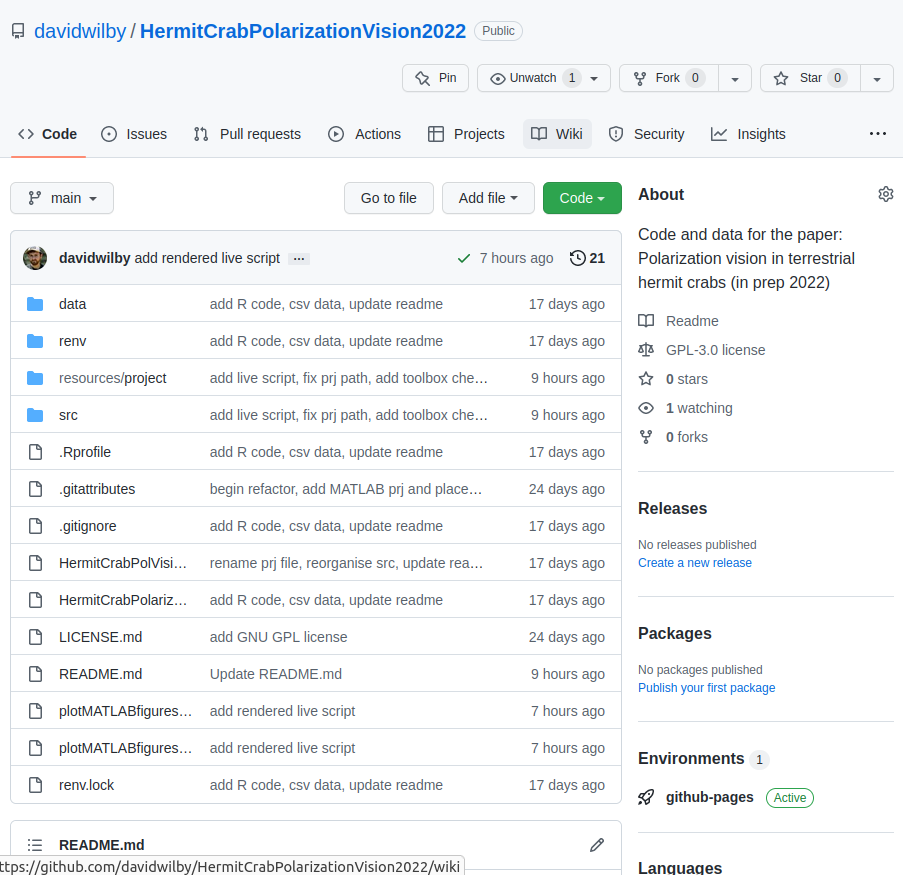 davidwilby / HermitCrabPolarizationVision2022 Public
Pin Unwatch 1 Fork 0 Star 0
Code Issues Pull requests Actions Projects Wiki Security Insights ...
main Go to file Add file Code
davidwilby add rendered live script ... 7 hours ago 21
data add R code, csv data, update readme 17 days ago
renv add R code, csv data, update readme 17 days ago
resources/project add live script, fix prj path, add toolbox che... 9 hours ago
src add live script, fix prj path, add toolbox che... 9 hours ago
.Rprofile add R code, csv data, update readme 17 days ago
.gitattributes begin refactor, add MATLAB prj and place... 24 days ago
.gitignore add R code, csv data, update readme 17 days ago
HermitCrabPolVisi... rename prj file, reorganise src, update rea... 17 days ago
HermitCrabPolariz... add R code, csv data, update readme 17 days ago
LICENSE.md add GNU GPL license 24 days ago
README.md Update README.md 9 hours ago
plotMATLABfigures... add rendered live script 7 hours ago
plotMATLABfigures... add rendered live script 7 hours ago
renv.lock add R code, csv data, update readme 17 days ago
README.md
ttps://github.com/davidwilby/HermitCrabPolarizationVision2022/wiki
About
Code and data for the paper:
Polarization vision in terrestrial
hermit crabs (in prep 2022)
Readme
GPL-3.0 license
0 stars
1 watching
0 forks
Releases
No releases published
Create a new release
Packages
No packages published
Publish your first package
Environments 1
github-pages Active
Languages